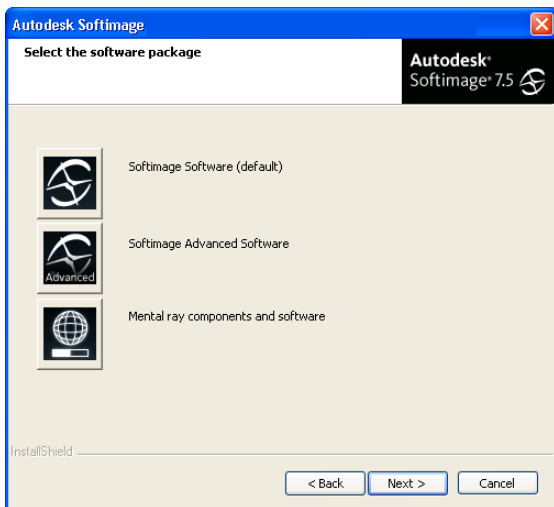 Autodesk Softimage
Select the software package
Autodesk®
Softimage® 7.5
Softimage Software (default)
Softimage Advanced Software
Advanced
Mental ray components and software
InstallShield
< Back
Next >
Cancel